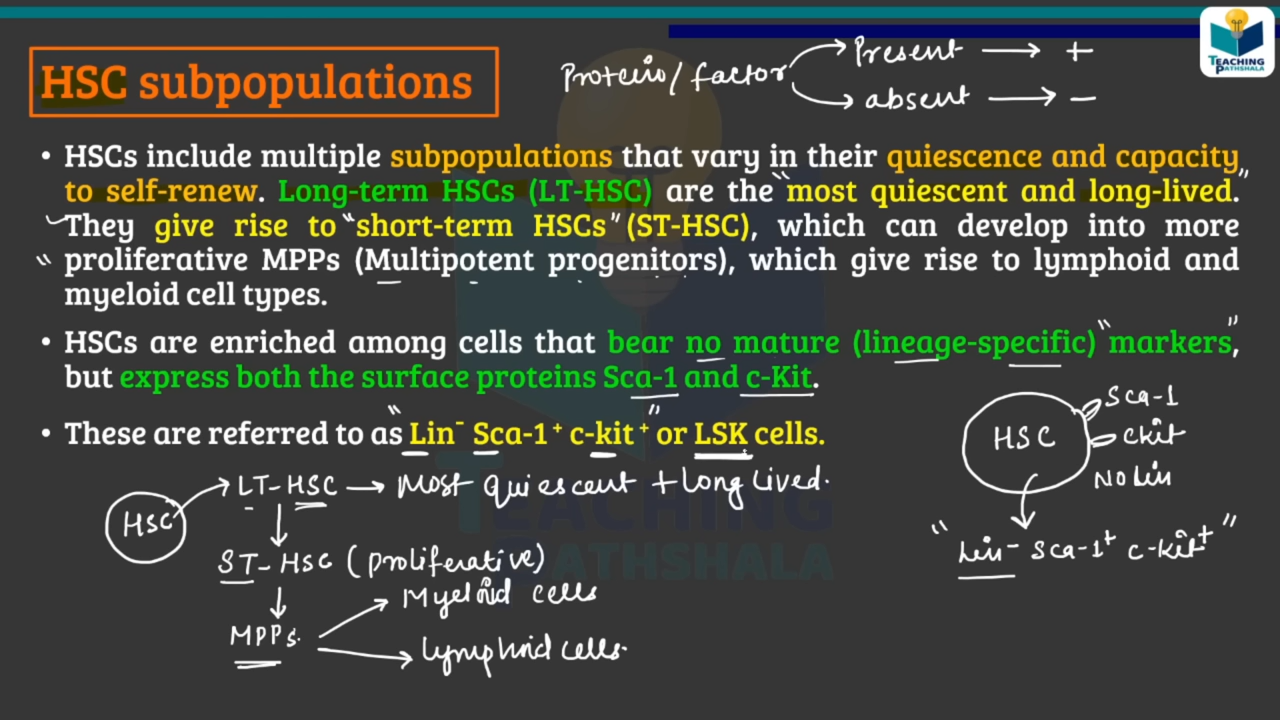 TEACHING
PATHSHALA
HSC subpopulations
Protein/factor
Present → +
absent → −
• HSCs include multiple subpopulations that vary in their quiescence and capacity
to self-renew. Long-term HSCs (LT-HSC) are the "most quiescent and long-lived."
They give rise to "short-term HSCs" (ST-HSC), which can develop into more
proliferative MPPs (Multipotent progenitors), which give rise to lymphoid and
myeloid cell types.
• HSCs are enriched among cells that bear no mature (lineage-specific) "markers",
but express both the surface proteins Sca-1 and c-Kit.
• These are referred to as "Lin⁻ Sca-1⁺ c-kit⁺" or LSK cells.
HSC
LT-HSC → Most Quiescent + Long Lived.
ST-HSC (proliferative)
MPPs.
Myeloid cells
Lymphoid cells.
HSC
Sca-1
Ckit
No Lin
"Lin⁻ Sca-1⁺ c-kit⁺"
TEACHING
PATHSHALA